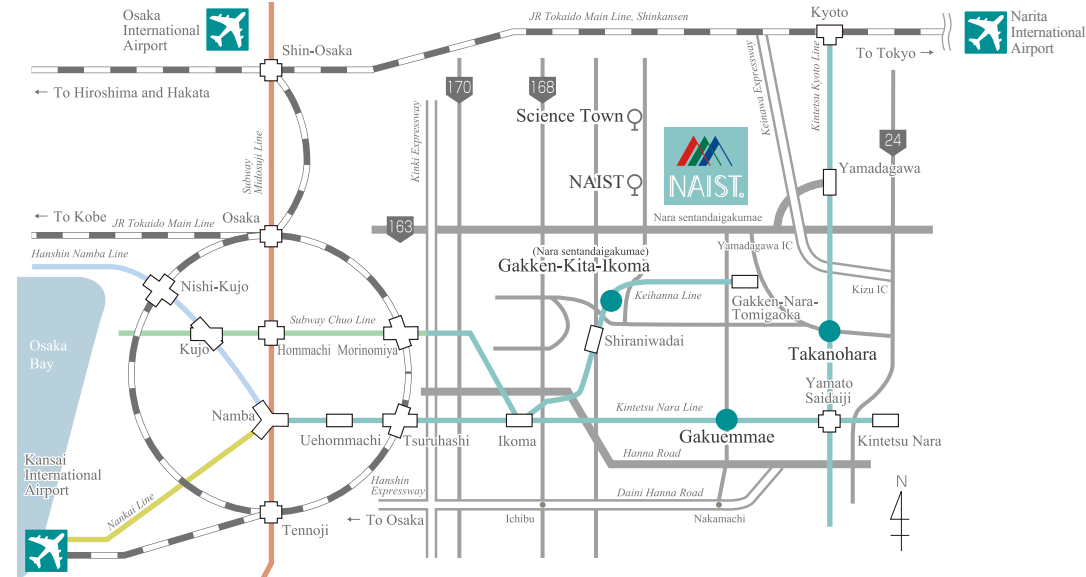 Osaka
International
Airport
JR Tokaido Main Line, Shinkansen
Kyoto
Narita
International
Airport
To Tokyo →
Shin-Osaka
← To Hiroshima and Hakata
170
168
Science Town
Kinki Expressway
Subway
Midosuji Line
Keinawa Expressway
Kintetsu Kyoto Line
24
NAIST
NAIST®
Yamadagawa
← To Kobe
JR Tokaido Main Line
Osaka
163
Nara sentandaigakumae
Yamadagawa IC
Hanshin Namba Line
(Nara sentandaigakumae)
Gakken-Kita-Ikoma
Nishi-Kujo
Keihanna Line
Gakken-Nara-
Tomigaoka
Kizu IC
Subway Chuo Line
Osaka
Bay
Kujo
Hommachi
Morinomiya
Shiraniwadai
Takanohara
Yamato
Saidaiji
Namba
Kintetsu Nara Line
Uehommachi
Tsuruhashi
Ikoma
Gakuemmae
Kintetsu Nara
Kansai
International
Airport
Hanna Road
Hanshin
Expressway
Daini Hanna Road
Nankai Line
← To Osaka
Ichibu
Nakamachi
Tennoji
N